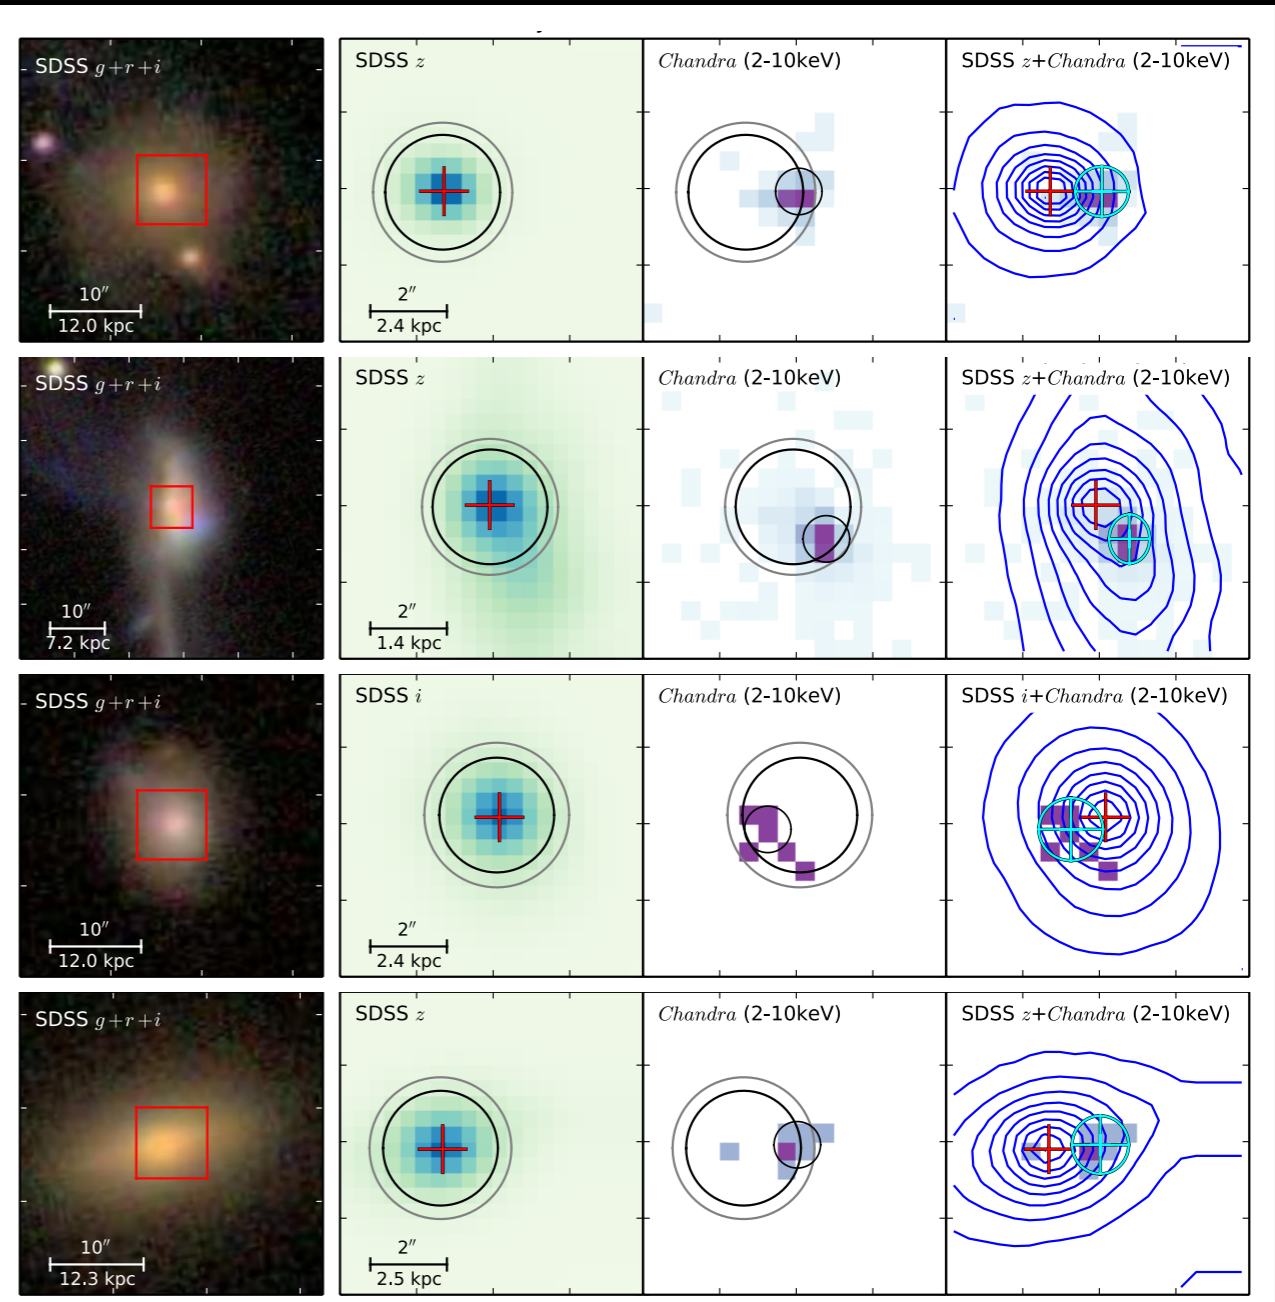 SDSS g+r+i
SDSS z
Chandra (2-10keV)
SDSS z+Chandra (2-10keV)
10″
12.0 kpc
2″
2.4 kpc
SDSS g+r+i
SDSS z
Chandra (2-10keV)
SDSS z+Chandra (2-10keV)
10″
7.2 kpc
2″
1.4 kpc
SDSS g+r+i
SDSS i
Chandra (2-10keV)
SDSS i+Chandra (2-10keV)
10″
12.0 kpc
2″
2.4 kpc
SDSS g+r+i
SDSS z
Chandra (2-10keV)
SDSS z+Chandra (2-10keV)
10″
12.3 kpc
2″
2.5 kpc